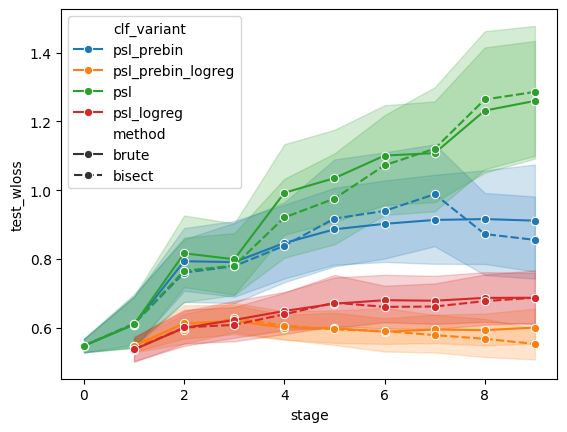 clf_variant
psl_prebin
psl_prebin_logreg
psl
psl_logreg
method
brute
bisect
1.4
1.2
1.0
0.8
0.6
test_wloss
0 2 4 6 8
stage